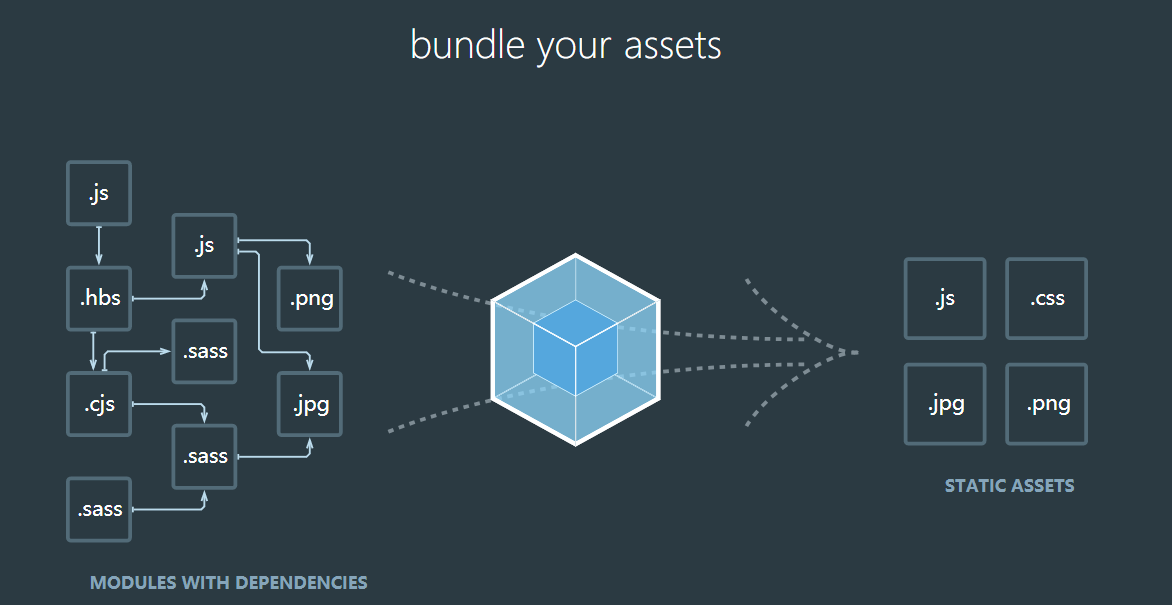 bundle your assets
.js
.js
.hbs
.png
.sass
.cjs
.jpg
.sass
.sass
MODULES WITH DEPENDENCIES
.js
.css
.jpg
.png
STATIC ASSETS